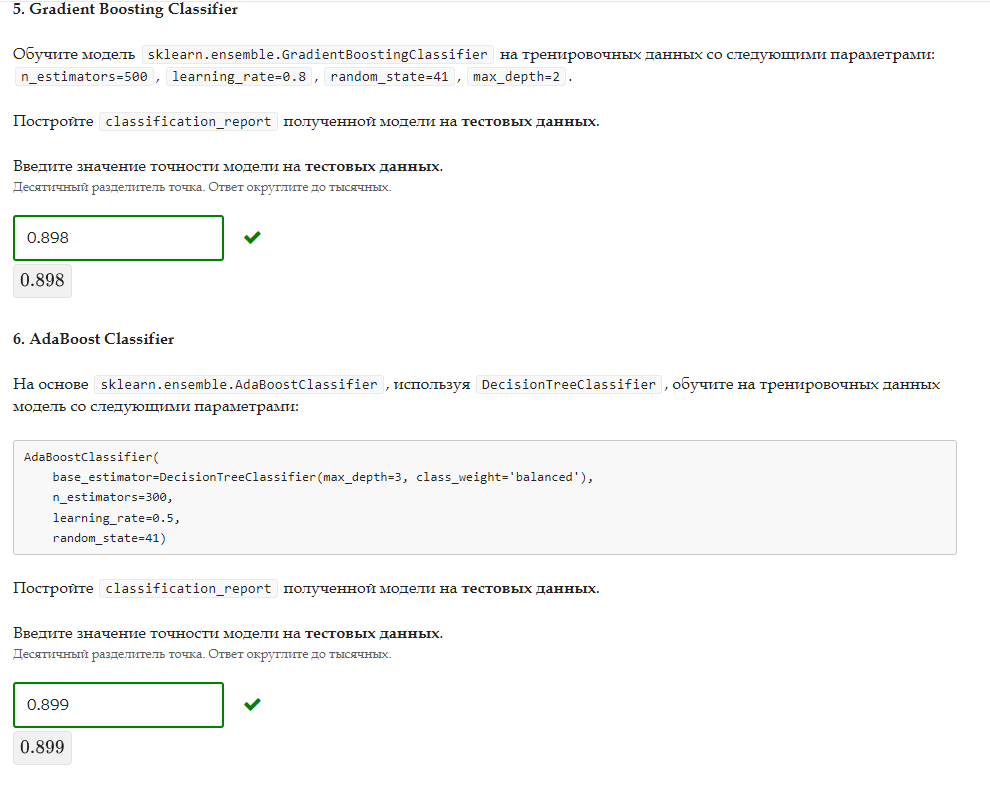 5. Gradient Boosting Classifier
Обучите модель sklearn.ensemble.GradientBoostingClassifier на тренировочных данных со следующими параметрами:
n_estimators=500 , learning_rate=0.8 , random_state=41 , max_depth=2 .
Постройте classification_report полученной модели на тестовых данных.
Введите значение точности модели на тестовых данных.
Десятичный разделитель точка. Ответ округлите до тысячных.
0.898
0.898
6. AdaBoost Classifier
На основе sklearn.ensemble.AdaBoostClassifier , используя DecisionTreeClassifier , обучите на тренировочных данных
модель со следующими параметрами:
AdaBoostClassifier(
    base_estimator=DecisionTreeClassifier(max_depth=3, class_weight='balanced'),
    n_estimators=300,
    learning_rate=0.5,
    random_state=41)
Постройте classification_report полученной модели на тестовых данных.
Введите значение точности модели на тестовых данных.
Десятичный разделитель точка. Ответ округлите до тысячных.
0.899
0.899